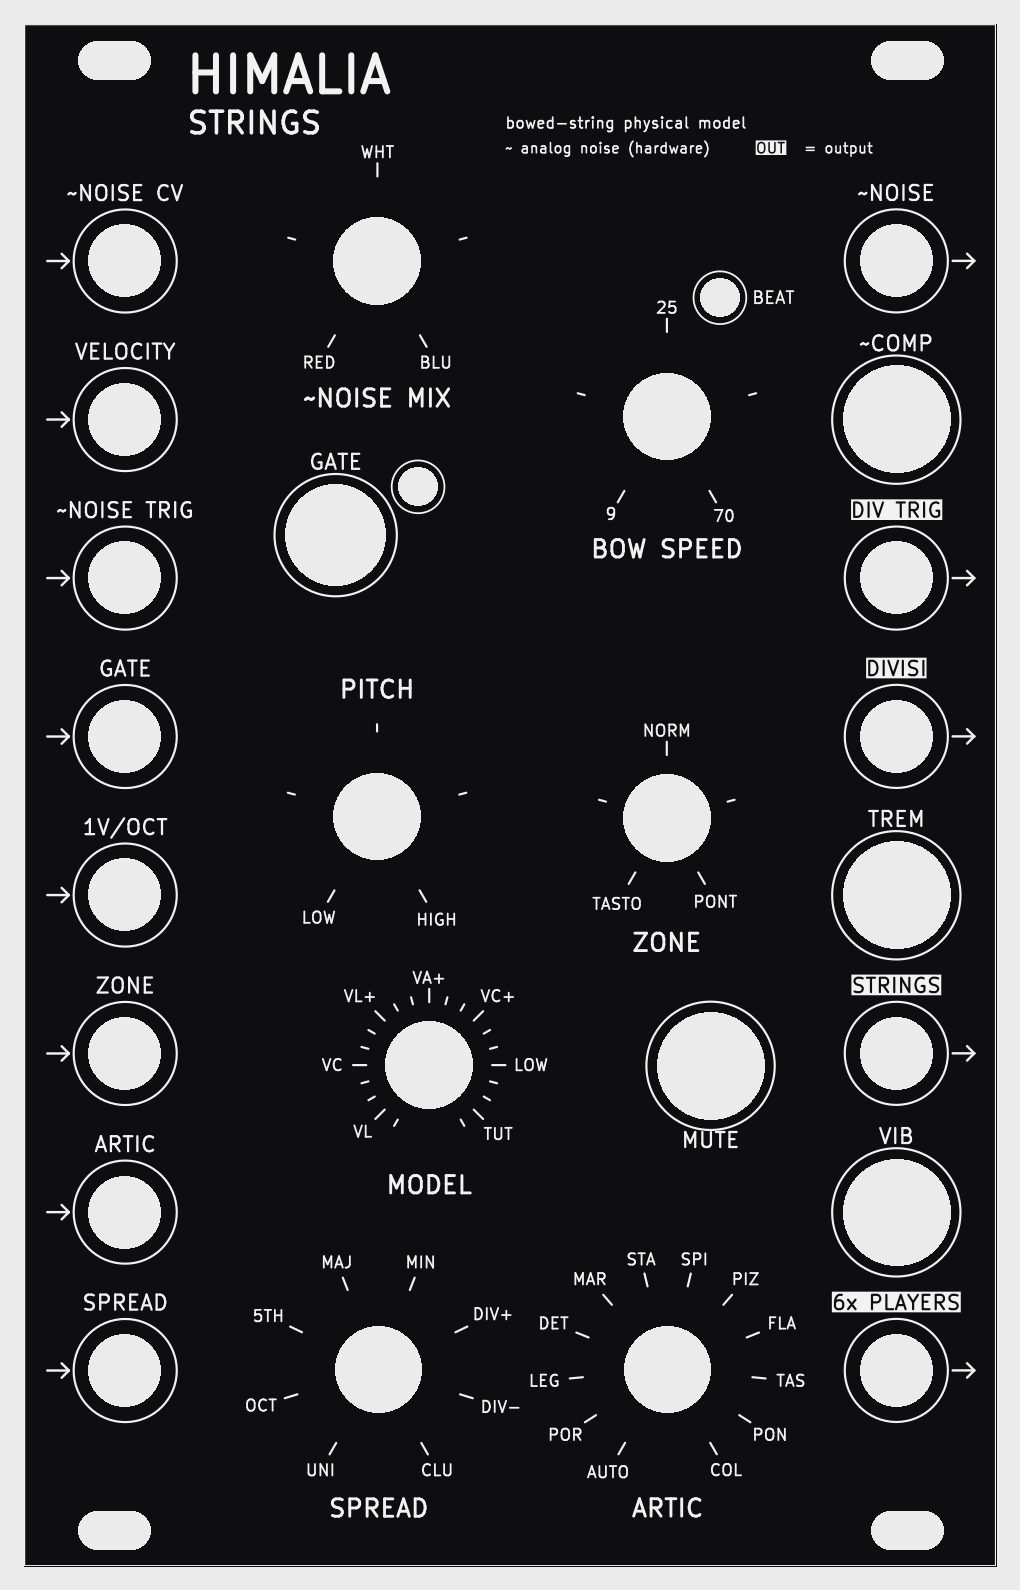 HIMALIA
STRINGS
bowed-string physical model
~ analog noise (hardware) OUT = output
WHT
~NOISE CV
~NOISE
25
BEAT
VELOCITY
~COMP
RED
BLU
~NOISE MIX
GATE
~NOISE TRIG
9
70
DIV TRIG
BOW SPEED
GATE
DIVISI
PITCH
NORM
1V/OCT
TREM
TASTO
PONT
LOW
HIGH
ZONE
VA+
ZONE
STRINGS
VL+
VC+
VC
LOW
VL
TUT
ARTIC
MUTE
VIB
MODEL
MAJ
MIN
STA
SPI
MAR
PIZ
SPREAD
6x PLAYERS
5TH
DIV+
DET
FLA
LEG
TAS
OCT
DIV-
POR
PON
UNI
CLU
AUTO
COL
SPREAD
ARTIC